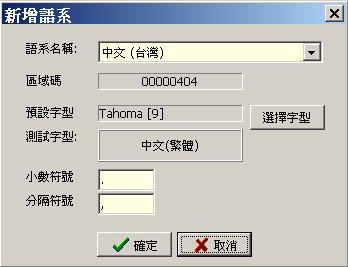 新增語系
語系名稱: 中文 (台灣)
區域碼 00000404
預設字型 Tahoma [9] 選擇字型
測試字型: 中文(繁體)
小數符號 .
分隔符號 ,
確定 取消